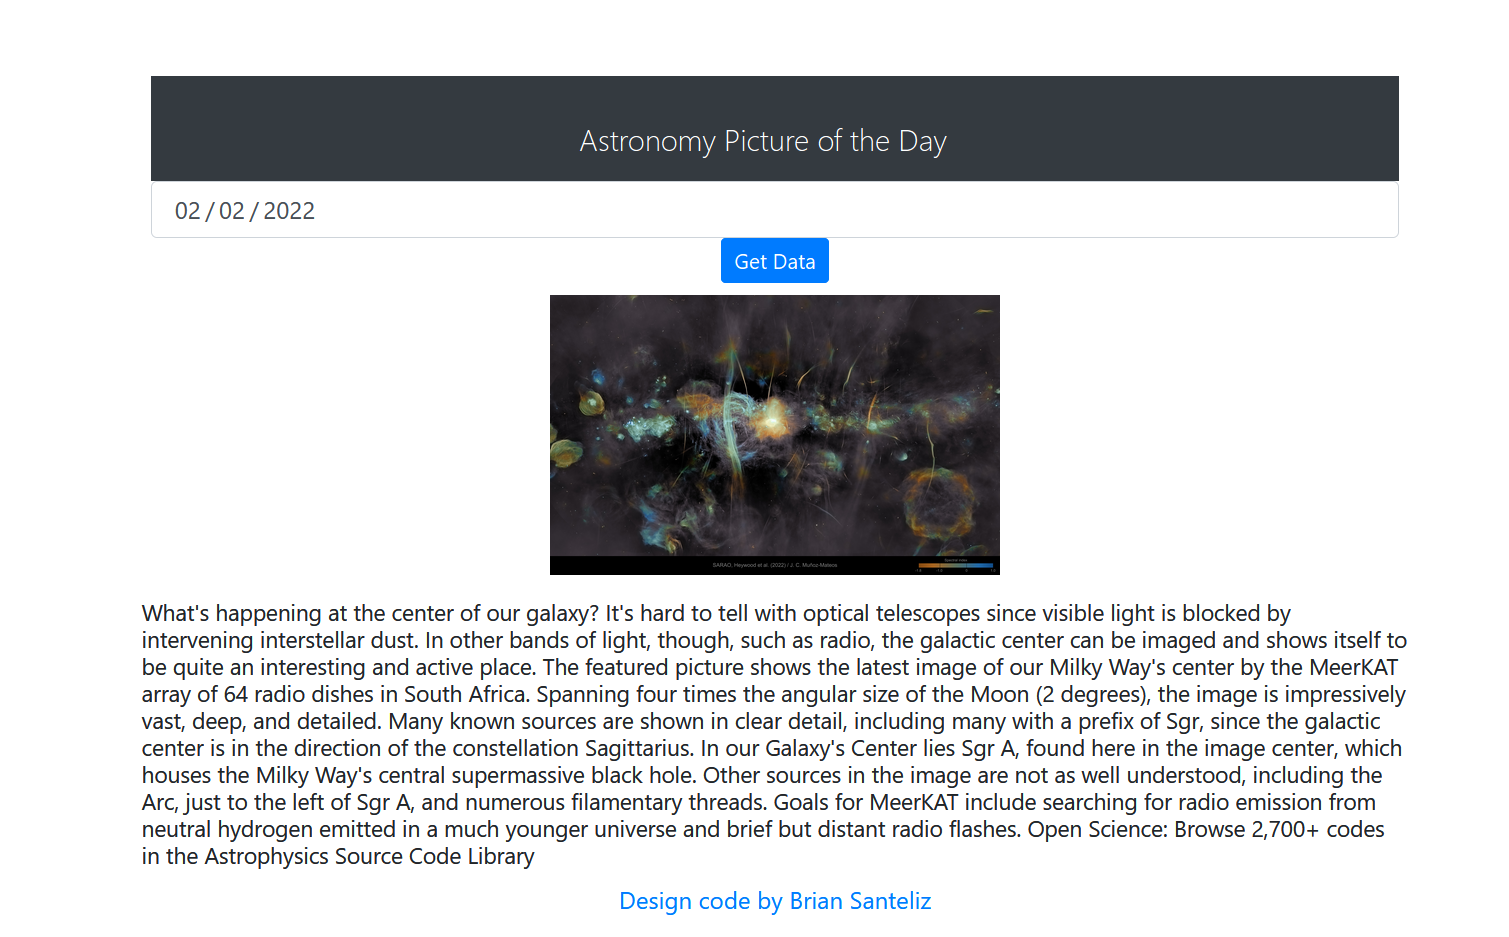 Astronomy Picture of the Day
02 / 02 / 2022
Get Data
SARAO, Heywood et al. (2022) / J. C. Muñoz-Mateos
What's happening at the center of our galaxy? It's hard to tell with optical telescopes since visible light is blocked by
intervening interstellar dust. In other bands of light, though, such as radio, the galactic center can be imaged and shows itself to
be quite an interesting and active place. The featured picture shows the latest image of our Milky Way's center by the MeerKAT
array of 64 radio dishes in South Africa. Spanning four times the angular size of the Moon (2 degrees), the image is impressively
vast, deep, and detailed. Many known sources are shown in clear detail, including many with a prefix of Sgr, since the galactic
center is in the direction of the constellation Sagittarius. In our Galaxy's Center lies Sgr A, found here in the image center, which
houses the Milky Way's central supermassive black hole. Other sources in the image are not as well understood, including the
Arc, just to the left of Sgr A, and numerous filamentary threads. Goals for MeerKAT include searching for radio emission from
neutral hydrogen emitted in a much younger universe and brief but distant radio flashes. Open Science: Browse 2,700+ codes
in the Astrophysics Source Code Library
Design code by Brian Santeliz